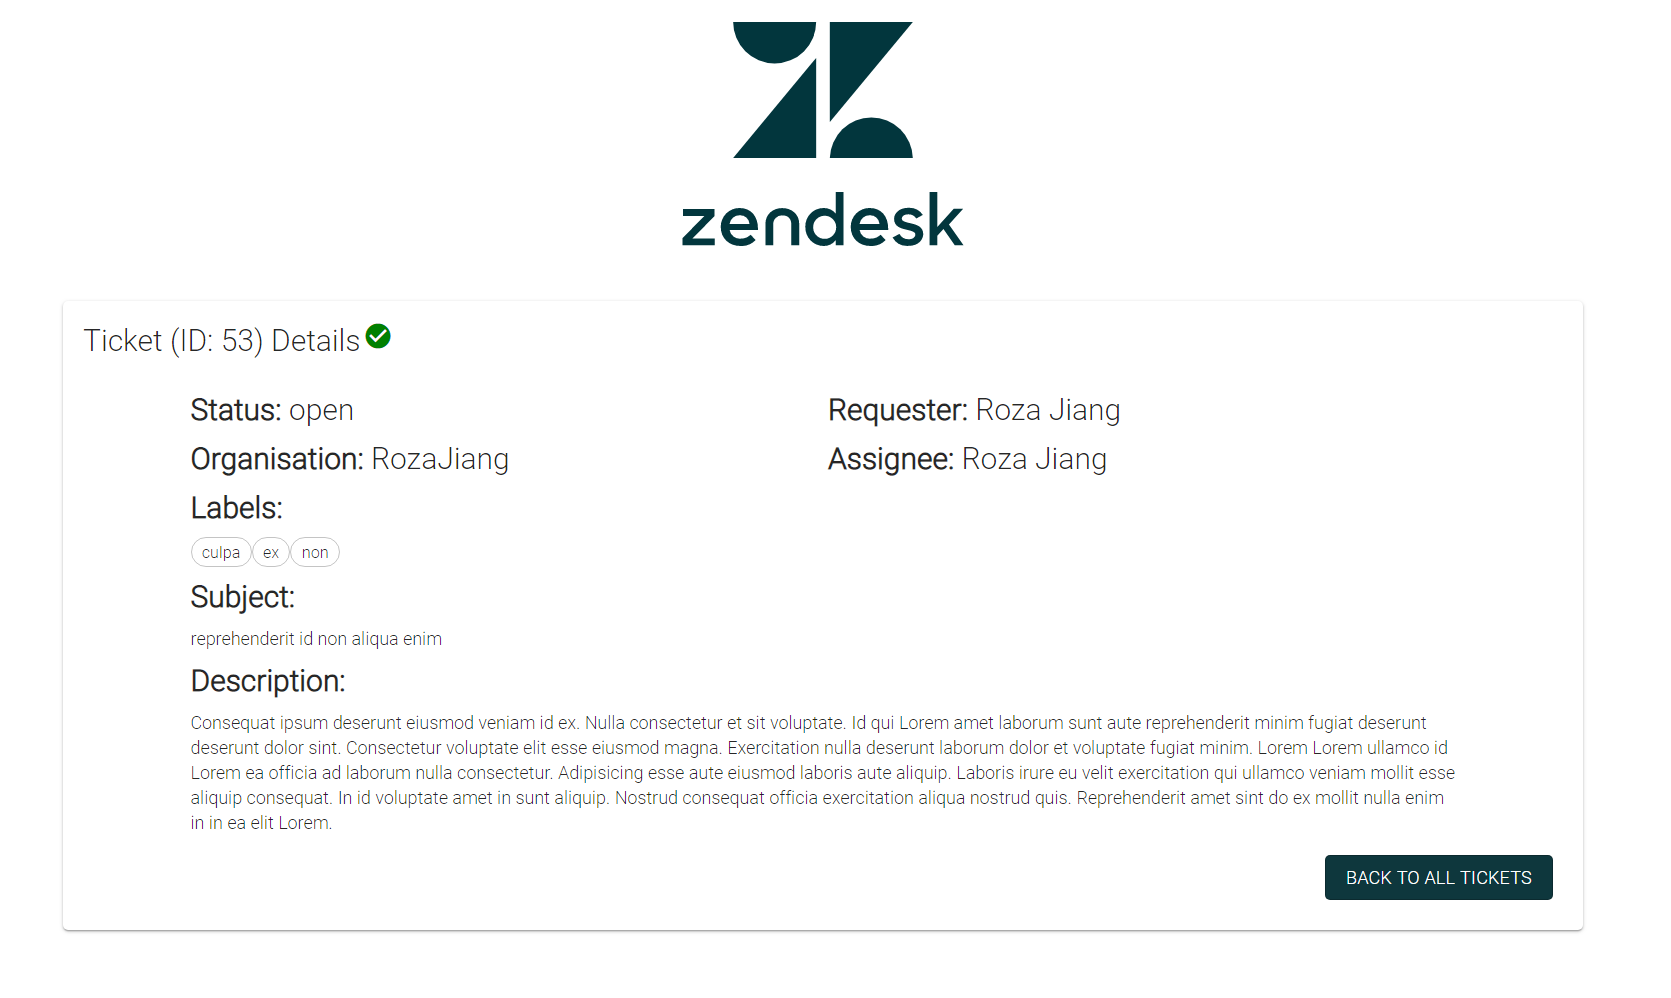 zendesk
Ticket (ID: 53) Details
Status: open
Requester: Roza Jiang
Organisation: RozaJiang
Assignee: Roza Jiang
Labels:
culpa ex non
Subject:
reprehenderit id non aliqua enim
Description:
Consequat ipsum deserunt eiusmod veniam id ex. Nulla consectetur et sit voluptate. Id qui Lorem amet laborum sunt aute reprehenderit minim fugiat deserunt
deserunt dolor sint. Consectetur voluptate elit esse eiusmod magna. Exercitation nulla deserunt laborum dolor et voluptate fugiat minim. Lorem Lorem ullamco id
Lorem ea officia ad laborum nulla consectetur. Adipisicing esse aute eiusmod laboris aute aliquip. Laboris irure eu velit exercitation qui ullamco veniam mollit esse
aliquip consequat. In id voluptate amet in sunt aliquip. Nostrud consequat officia exercitation aliqua nostrud quis. Reprehenderit amet sint do ex mollit nulla enim
in in ea elit Lorem.
BACK TO ALL TICKETS